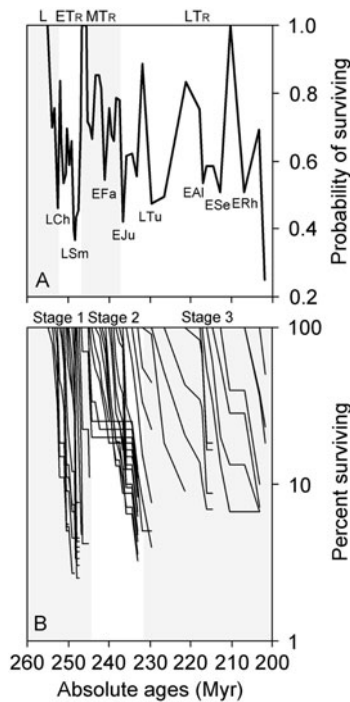 L ETR MTR LTR
1.0
0.8
0.6
0.4
0.2
Probability of surviving
LCh
LSm
EFa
EJu
LTu
EAl
ESe
ERh
A
Stage 1 Stage 2 Stage 3
100
10
1
Percent surviving
B
260 250 240 230 220 210 200
Absolute ages (Myr)